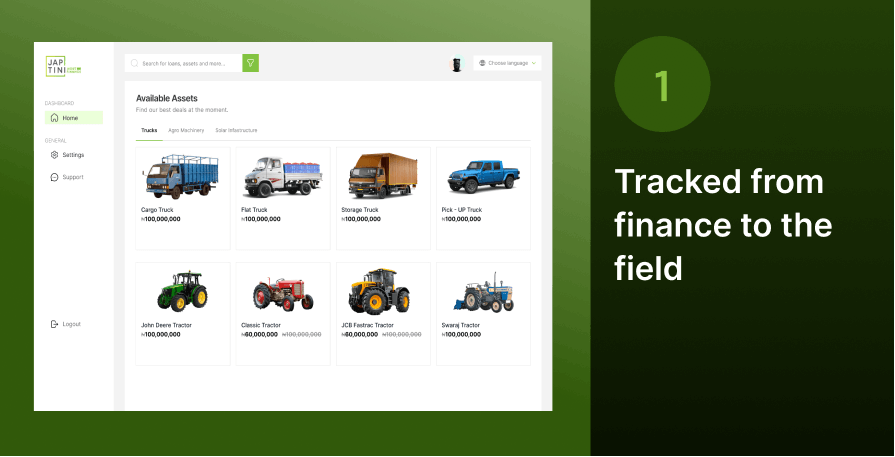 JAP
TINI
Search for loans, assets and more...
Choose language
DASHBOARD
Home
GENERAL
Settings
Support
Logout
Available Assets
Find our best deals at the moment.
Trucks Agro Machinery Solar Infastructure
Cargo Truck
₦100,000,000
Flat Truck
₦100,000,000
Storage Truck
₦100,000,000
Pick - UP Truck
₦100,000,000
John Deere Tractor
₦100,000,000
Classic Tractor
₦60,000,000 ₦100,000,000
JCB Fastrac Tractor
₦60,000,000 ₦100,000,000
Swaraj Tractor
₦100,000,000
1
Tracked from
finance to the
field